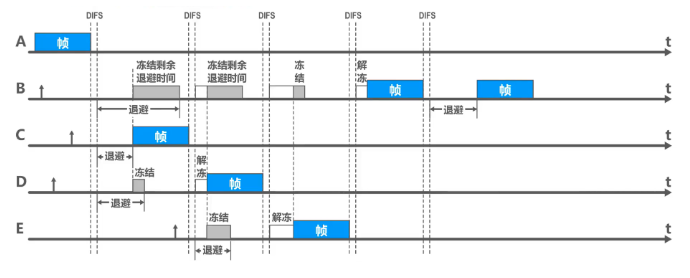 DIFS DIFS DIFS DIFS DIFS
A 帧 t
冻结剩余 冻结剩余 冻 解
退避时间 退避时间 结 冻
B 帧 帧 t
退避 退避
C 帧 t
退避 解
冻结 冻
D 帧 t
退避
冻结 解冻
E 帧 t
退避